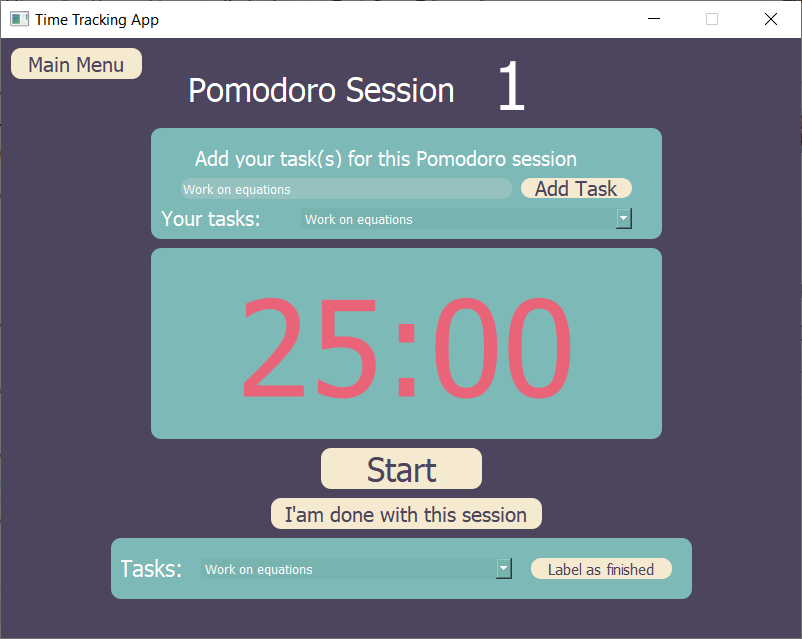 Time Tracking App
Main Menu
Pomodoro Session 1
Add your task(s) for this Pomodoro session
Work on equations Add Task
Your tasks: Work on equations
25:00
Start
I'am done with this session
Tasks: Work on equations Label as finished